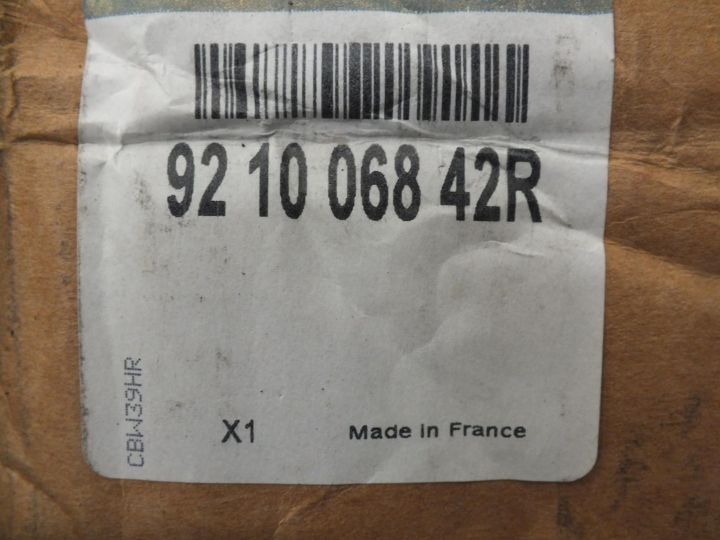 92 10 068 42R
CBW39HR
X1
Made in France